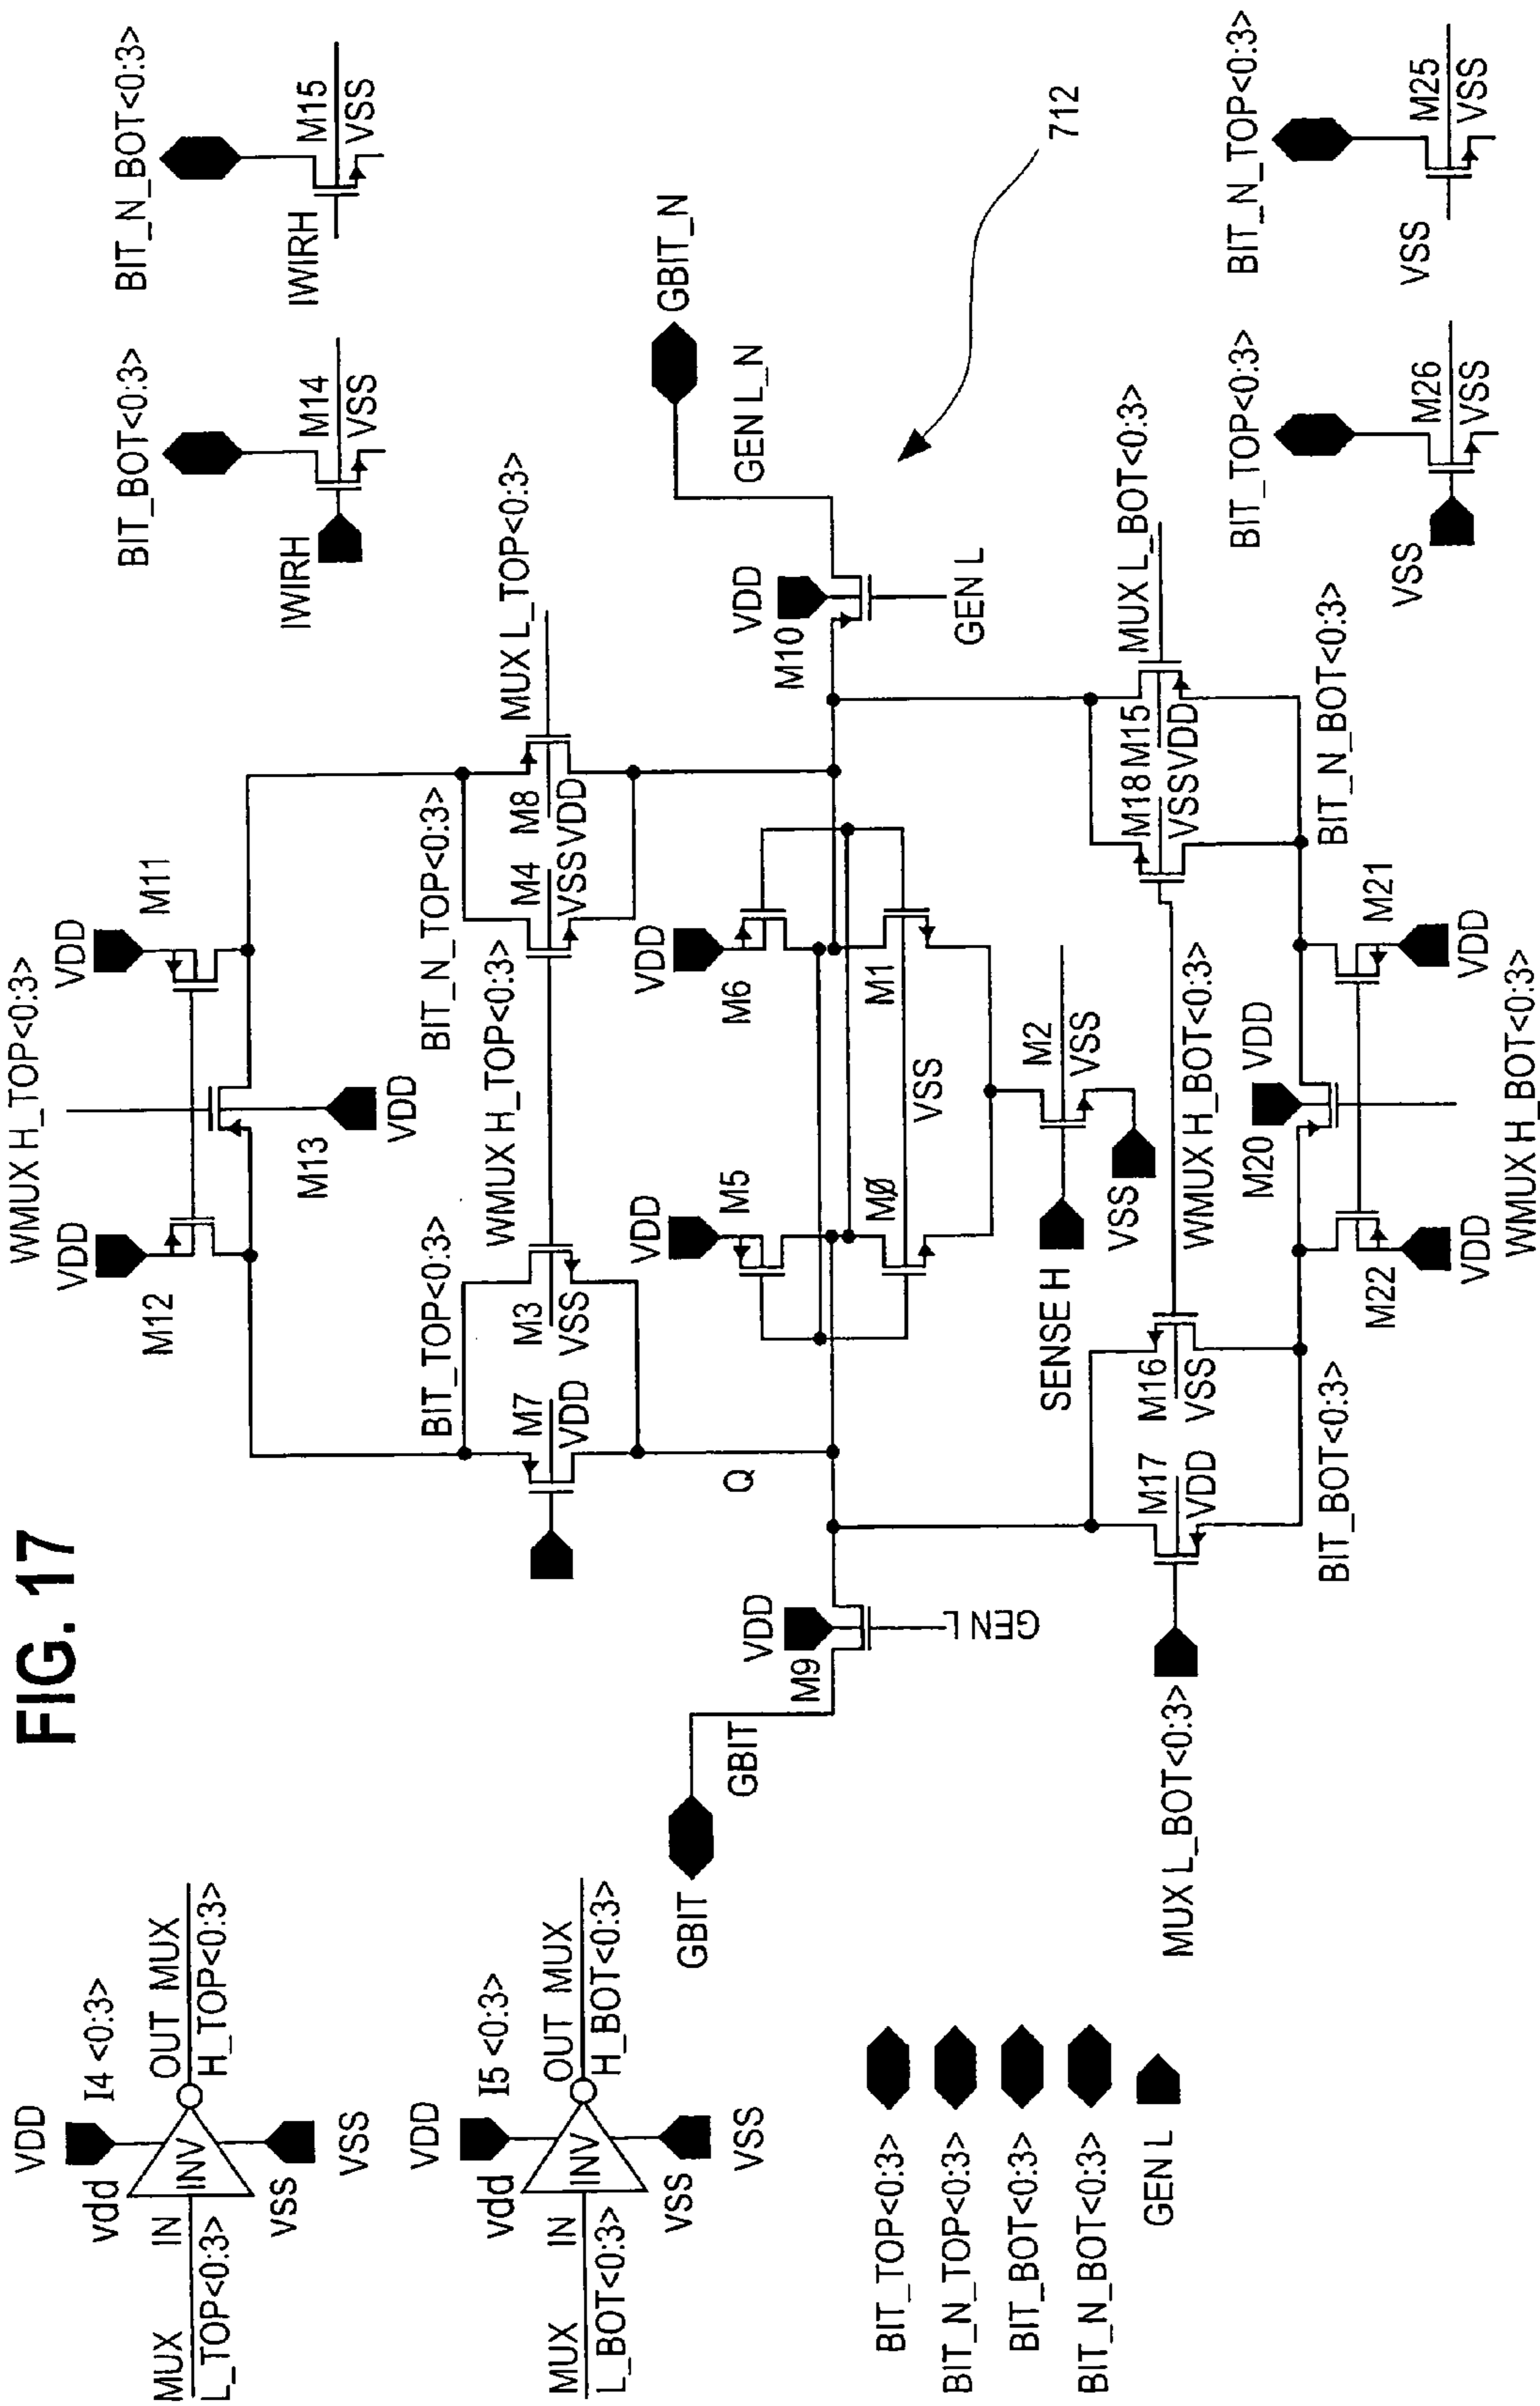 FIG. 17
VDD
I4 <0:3>
vdd
INV
IN
OUT MUX
MUX
L_TOP<0:3>
H_TOP<0:3>
VSS
VSS
VDD
I5 <0:3>
vdd
INV
IN
OUT MUX
MUX
L_BOT<0:3>
H_BOT<0:3>
VSS
VSS
BIT_TOP<0:3>
BIT_N_TOP<0:3>
BIT_BOT<0:3>
BIT_N_BOT<0:3>
GEN L
WMUX H_TOP<0:3>
VDD
VDD
M12
M11
M13
VDD
BIT_TOP<0:3>
BIT_N_TOP<0:3>
WMUX H_TOP<0:3>
M7
VDD
M3
VSS
M4
VSS
M8
VDD
MUX L_TOP<0:3>
Q
GBIT
GBIT
M9
VDD
GEN L
VDD
M5
VDD
M6
MØ
M1
VSS
SENSE H
M2
VSS
VSS
M10
VDD
GEN L
GEN L_N
GBIT_N
712
MUX L_BOT<0:3>
M17
VDD
M16
VSS
WMUX H_BOT<0:3>
M18
VSS
M15
VDD
MUX L_BOT<0:3>
BIT_BOT<0:3>
BIT_N_BOT<0:3>
M22
VDD
M20
VDD
M21
VDD
WMUX H_BOT<0:3>
BIT_BOT<0:3>
IWIRH
M14
VSS
BIT_N_BOT<0:3>
IWIRH
M15
VSS
BIT_TOP<0:3>
VSS
M26
VSS
BIT_N_TOP<0:3>
VSS
M25
VSS